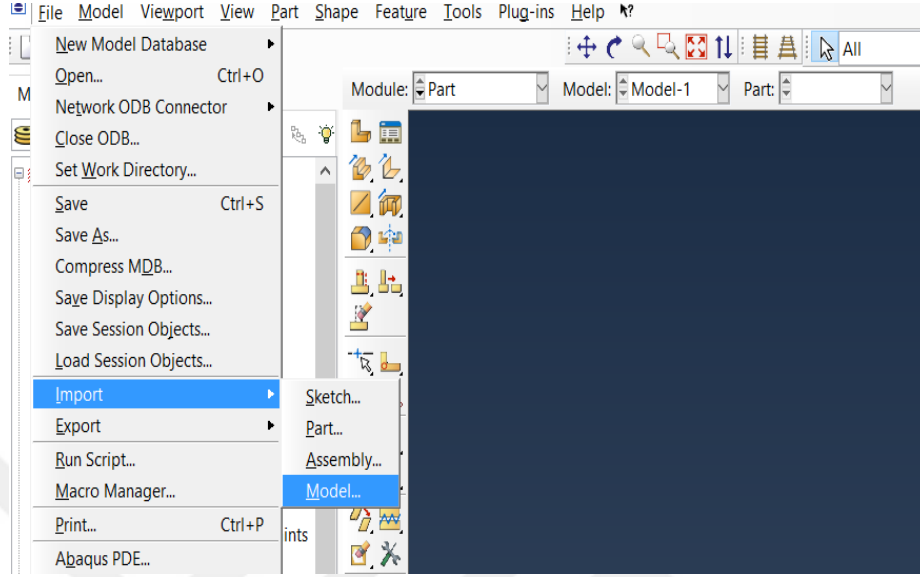 File Model Viewport View Part Shape Feature Tools Plug-ins Help
New Model Database
Open... Ctrl+O
Network ODB Connector
Close ODB...
Set Work Directory...
Save Ctrl+S
Save As...
Compress MDB...
Save Display Options...
Save Session Objects...
Load Session Objects...
Import
Export
Run Script...
Macro Manager...
Print... Ctrl+P
Abaqus PDE...
Sketch...
Part...
Assembly...
Model...
ints
All
Module: Part Model: Model-1 Part:
M